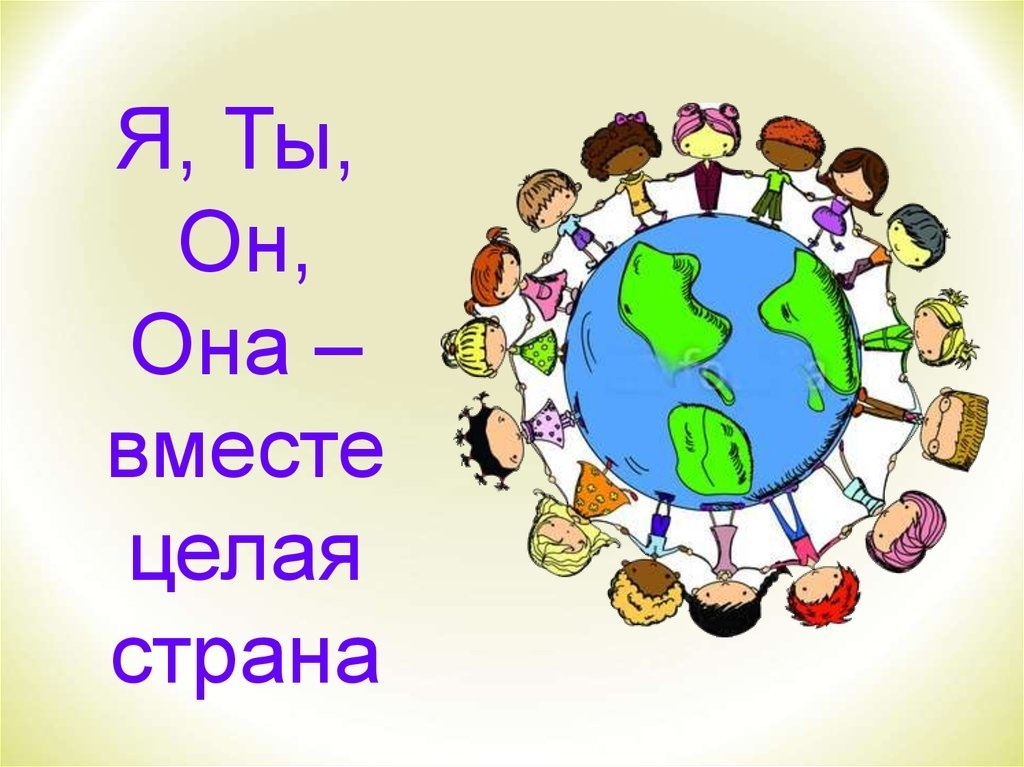 Я, Ты,
Он,
Она –
вместе
целая
страна